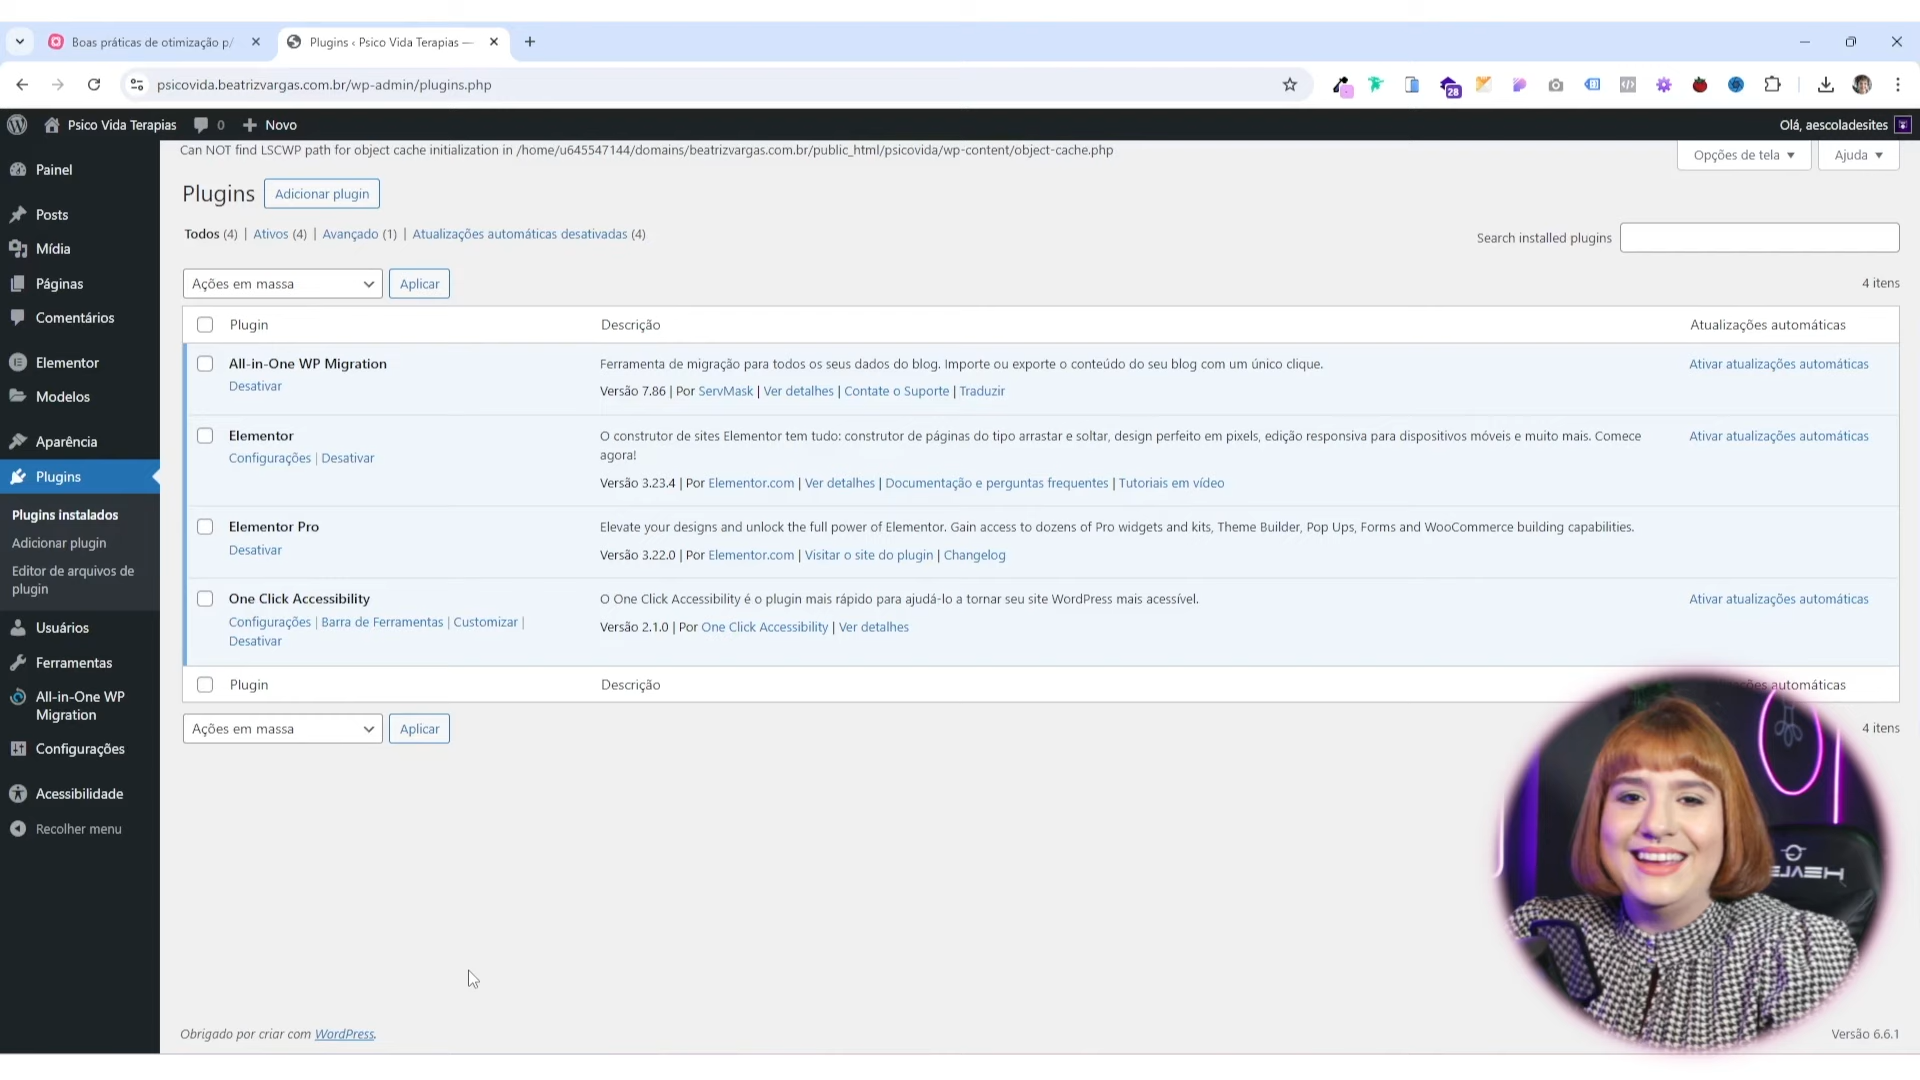 Boas práticas de otimização p/
Plugins ‹ Psico Vida Terapias —
psicovida.beatrizvargas.com.br/wp-admin/plugins.php
28
Psico Vida Terapias
0
Novo
Olá, aescoladesites
Can NOT find LSCWP path for object cache initialization in /home/u645547144/domains/beatrizvargas.com.br/public_html/psicovida/wp-content/object-cache.php
Opções de tela
Ajuda
Painel
Posts
Mídia
Páginas
Comentários
Elementor
Modelos
Aparência
Plugins
Plugins instalados
Adicionar plugin
Editor de arquivos de
plugin
Usuários
Ferramentas
All-in-One WP
Migration
Configurações
Acessibilidade
Recolher menu
Plugins
Adicionar plugin
Todos (4) | Ativos (4) | Avançado (1) | Atualizações automáticas desativadas (4)
Search installed plugins
Ações em massa
Aplicar
4 itens
Plugin
Descrição
Atualizações automáticas
All-in-One WP Migration
Desativar
Ferramenta de migração para todos os seus dados do blog. Importe ou exporte o conteúdo do seu blog com um único clique.
Versão 7.86 | Por ServMask | Ver detalhes | Contate o Suporte | Traduzir
Ativar atualizações automáticas
Elementor
Configurações | Desativar
O construtor de sites Elementor tem tudo: construtor de páginas do tipo arrastar e soltar, design perfeito em pixels, edição responsiva para dispositivos móveis e muito mais. Comece
agora!
Versão 3.23.4 | Por Elementor.com | Ver detalhes | Documentação e perguntas frequentes | Tutoriais em vídeo
Ativar atualizações automáticas
Elementor Pro
Desativar
Elevate your designs and unlock the full power of Elementor. Gain access to dozens of Pro widgets and kits, Theme Builder, Pop Ups, Forms and WooCommerce building capabilities.
Versão 3.22.0 | Por Elementor.com | Visitar o site do plugin | Changelog
One Click Accessibility
Configurações | Barra de Ferramentas | Customizar |
Desativar
O One Click Accessibility é o plugin mais rápido para ajudá-lo a tornar seu site WordPress mais acessível.
Versão 2.1.0 | Por One Click Accessibility | Ver detalhes
Ativar atualizações automáticas
Plugin
Descrição
automáticas
Ações em massa
Aplicar
4 itens
Obrigado por criar com WordPress.
Versão 6.6.1